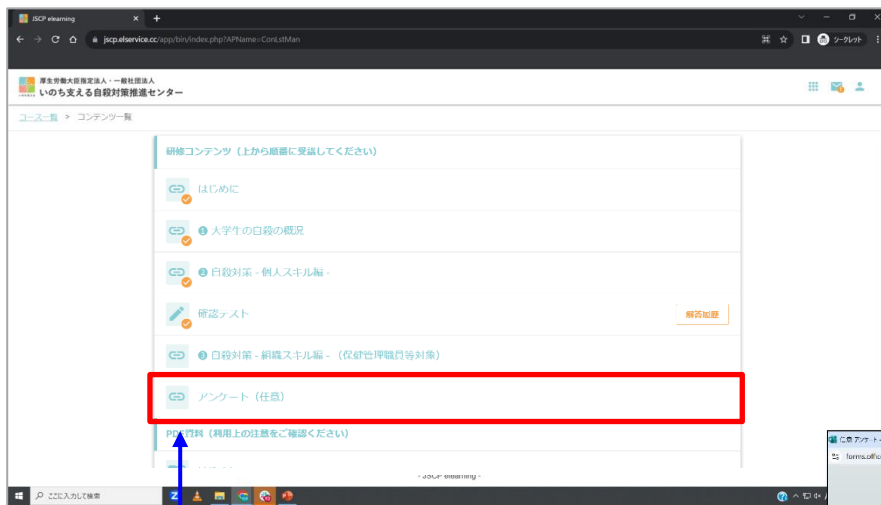 JSCP elearning
jscp.elservice.cc/app/bin/index.php?APName=ConLstMan
シークレット
厚生労働大臣指定法人・一般社団法人
いのち支える自殺対策推進センター
コース一覧 > コンテンツ一覧
研修コンテンツ（上から順番に受講してください）
はじめに
❶ 大学生の自殺の概況
❷ 自殺対策 - 個人スキル編 -
確認テスト
解答履歴
❸ 自殺対策 - 組織スキル編 - （保健管理職員等対象）
アンケート（任意）
PDF資料（利用上の注意をご確認ください）
- JSCP elearning -
ここに入力して検索
forms.office